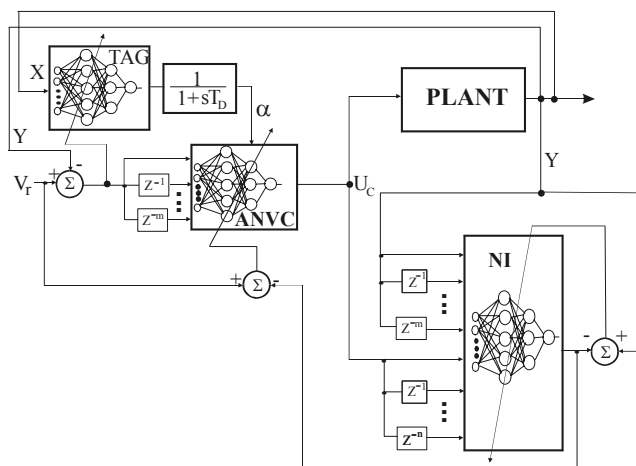 TAG
X
1
1+sT_D
α
PLANT
Y
+
-
V_r
Σ
Z⁻¹
Z⁻ᵐ
ANVC
U_C
Y
+
Σ
-
NI
Z⁻¹
Z⁻ᵐ
-
Σ
+
Z⁻¹
Z⁻ⁿ